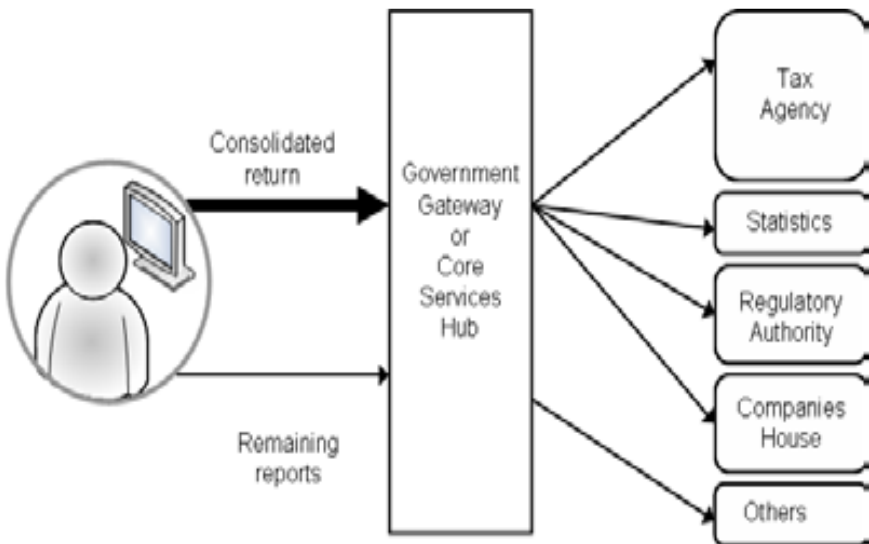 Consolidated
return
Remaining
reports
Government
Gateway
or
Core
Services
Hub
Tax
Agency
Statistics
Regulatory
Authority
Companies
House
Others